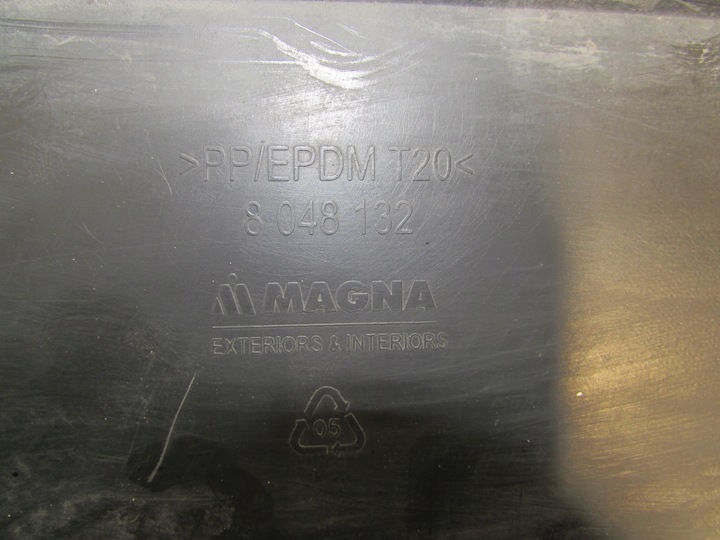 >PP/EPDM T20<
8 048 132
MAGNA
EXTERIORS & INTERIORS
05